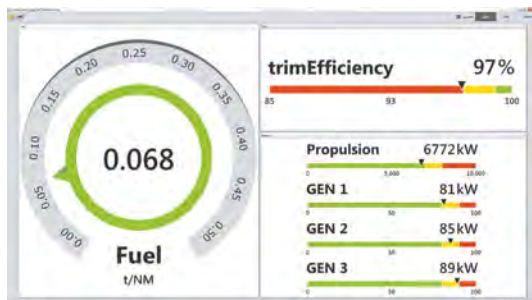 0.00
0.05
0.10
0.15
0.20
0.25
0.30
0.35
0.40
0.45
0.50
0.068
Fuel
t/NM
trimEfficiency 97%
85 93 100
Propulsion 6772kW
0 5,000 10,000
GEN 1 81kW
0 50 100
GEN 2 85kW
0 50 100
GEN 3 89kW
0 50 100